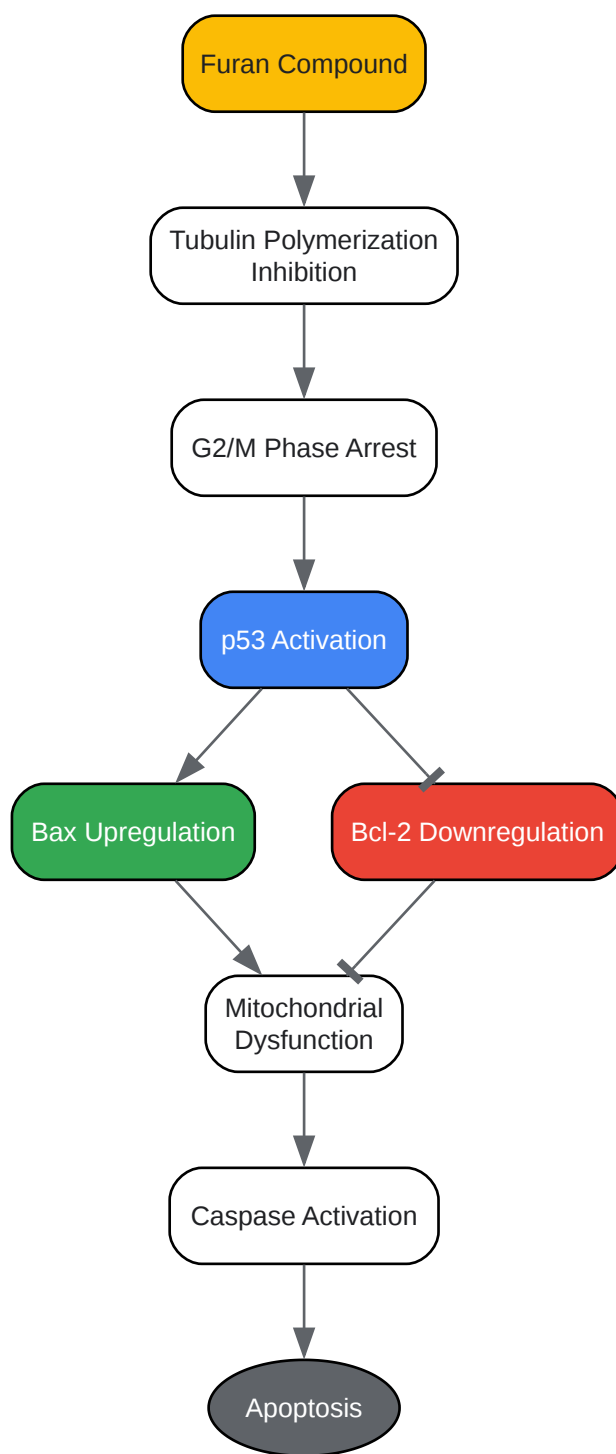 Furan Compound
Tubulin Polymerization
Inhibition
G2/M Phase Arrest
p53 Activation
Bax Upregulation
Bcl-2 Downregulation
Mitochondrial
Dysfunction
Caspase Activation
Apoptosis